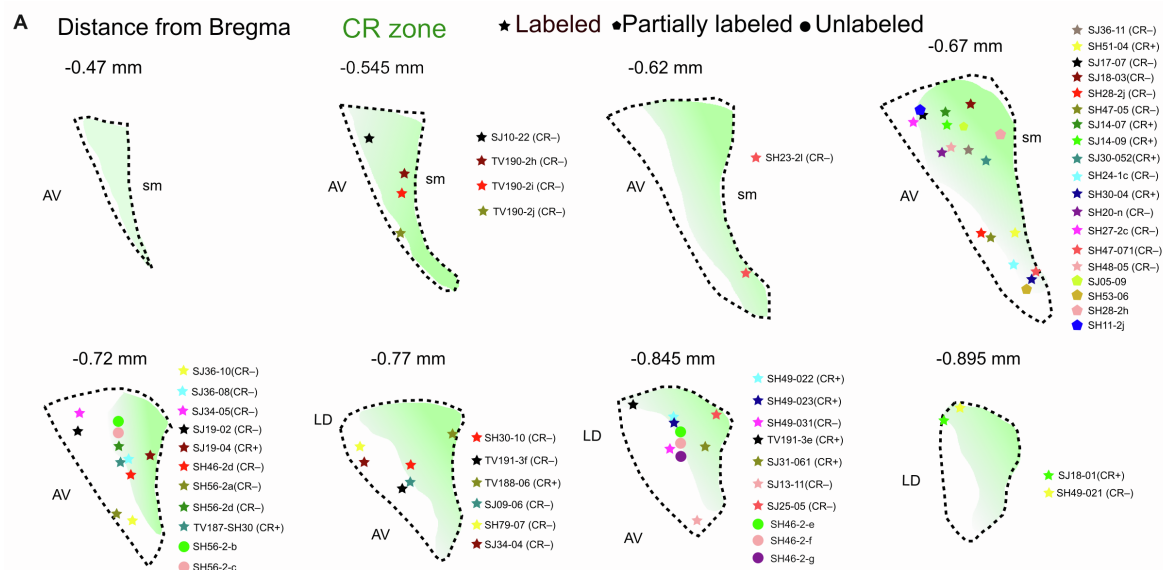 A
Distance from Bregma
CR zone
Labeled Partially labeled Unlabeled
-0.47 mm
AV
sm
-0.545 mm
AV
sm
SJ10-22 (CR–)
TV190-2h (CR–)
TV190-2i (CR–)
TV190-2j (CR–)
-0.62 mm
AV
sm
SH23-2l (CR–)
-0.67 mm
AV
sm
SJ36-11 (CR–)
SH51-04 (CR+)
SJ17-07 (CR–)
SJ18-03(CR–)
SH28-2j (CR–)
SH47-05 (CR–)
SJ14-07 (CR+)
SJ14-09 (CR+)
SJ30-052(CR+)
SH24-1c (CR–)
SH30-04 (CR+)
SH20-n (CR–)
SH27-2c (CR–)
SH47-071(CR–)
SH48-05 (CR–)
SJ05-09
SH53-06
SH28-2h
SH11-2j
-0.72 mm
AV
SJ36-10(CR–)
SJ36-08(CR–)
SJ34-05(CR–)
SJ19-02 (CR–)
SJ19-04 (CR+)
SH46-2d (CR–)
SH56-2a(CR–)
SH56-2d (CR–)
TV187-SH30 (CR+)
SH56-2-b
SH56-2-c
-0.77 mm
LD
AV
SH30-10 (CR–)
TV191-3f (CR–)
TV188-06 (CR+)
SJ09-06 (CR–)
SH79-07 (CR–)
SJ34-04 (CR–)
-0.845 mm
LD
AV
SH49-022 (CR+)
SH49-023(CR+)
SH49-031(CR–)
TV191-3e (CR+)
SJ31-061 (CR+)
SJ13-11(CR–)
SJ25-05 (CR–)
SH46-2-e
SH46-2-f
SH46-2-g
-0.895 mm
LD
SJ18-01(CR+)
SH49-021 (CR–)